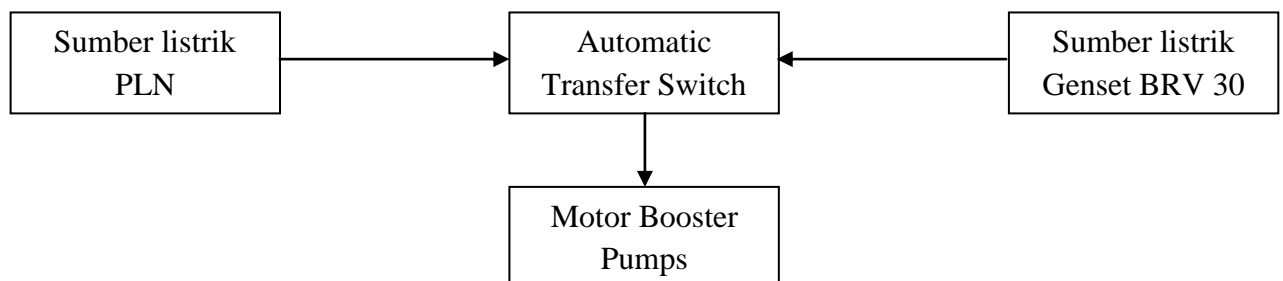 Sumber listrik
PLN
Automatic
Transfer Switch
Sumber listrik
Genset BRV 30
Motor Booster
Pumps